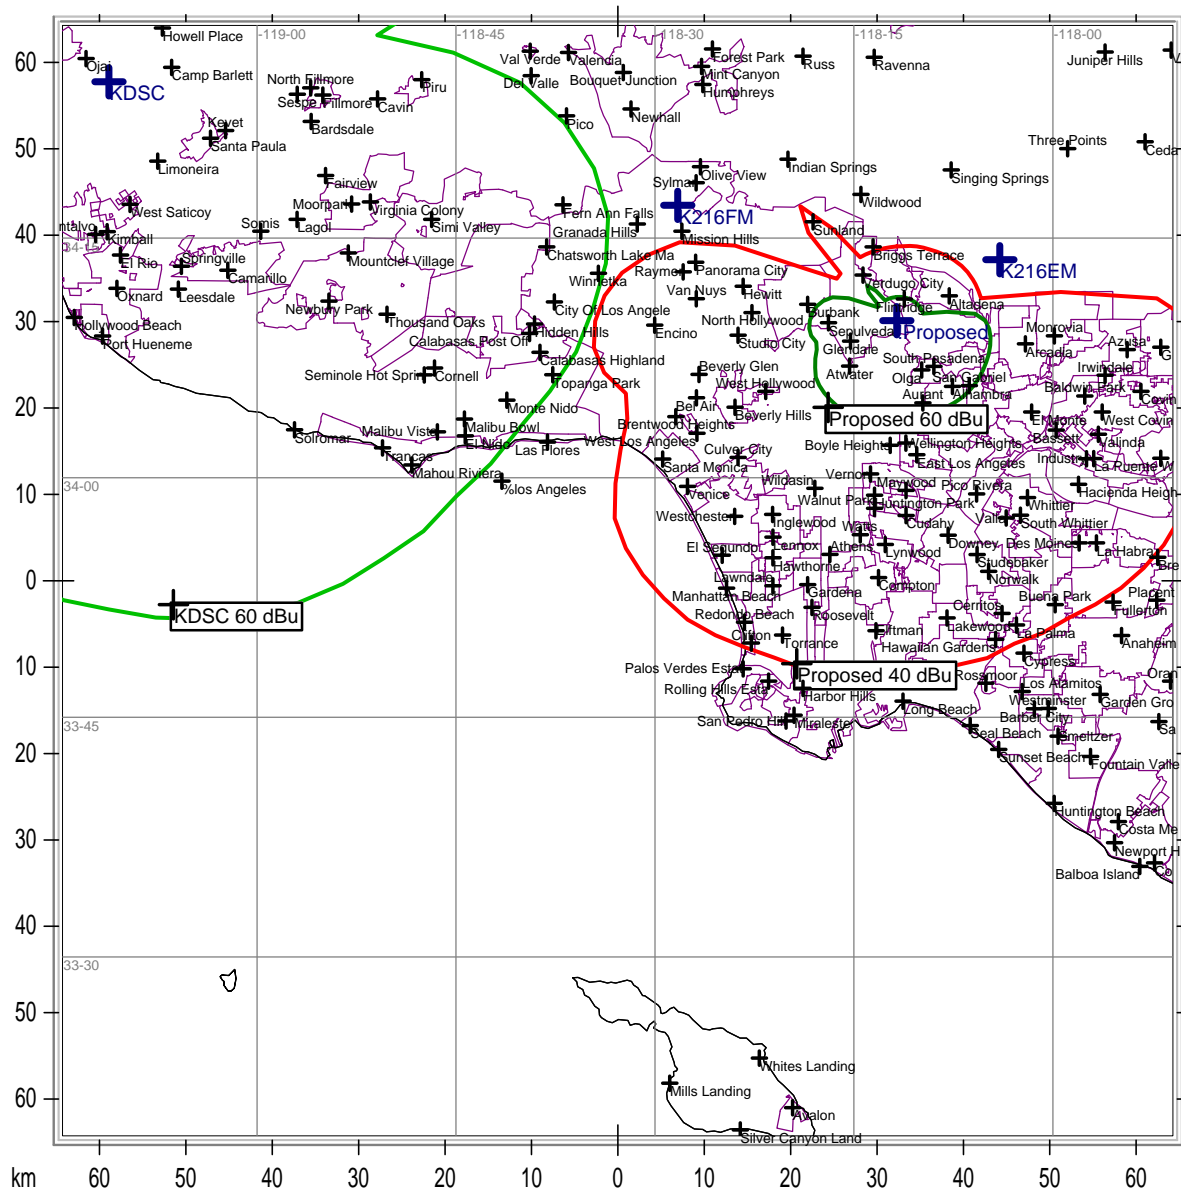 60
50
40
30
20
10
0
10
20
30
40
50
60
km
60
50
40
30
20
10
0
10
20
30
40
50
60
-119-00
-118-45
-118-30
-118-15
-118-00
34-15
34-00
33-45
33-30
Howell Place
Ojai
KDSC
Camp Barlett
North Fillmore
Sespe
Fillmore
Cavin
Piru
Bardsdale
Kevet
Santa Paula
Limoneira
Val Verde
Valencia
Del Valle
Bouquet Junction
Forest Park
Mint Canyon
Humphreys
Russ
Ravenna
Juniper Hills
Pico
Newhall
Three Points
Ceda
Indian Springs
Singing Springs
Olive View
Sylmar
K216FM
Wildwood
Fairview
Moorpark
Virginia Colony
Simi Valley
Lagol
Somis
West Saticoy
ntalvo
Kimball
El Rio
Springville
Camarillo
Mountclef Village
Oxnard
Leesdale
Hollywood Beach
Port Hueneme
Newbury Park
Thousand Oaks
Fern Ann Falls
Granada Hills
Mission Hills
Chatsworth Lake Ma
Winnetka
Raymer
Panorama City
Van Nuys
Hewitt
Sunland
Briggs Terrace
K216EM
Verdugo City
Flintridge
Altadena
Proposed
City Of Los Angele
Hidden Hills
Calabasas Post Off
Calabasas Highland
Encino
North Hollywood
Studio City
Burbank
Sepulveda
Glendale
Atwater
Monrovia
Arcadia
Azusa
G
Irwindale
Baldwin Park
Covin
Seminole Hot Sprin
Cornell
Topanga Park
Monte Nido
Beverly Glen
West Hollywood
Bel Air
Beverly Hills
Brentwood Heights
West Los Angeles
South Pasadena
Olga
San Gabriel
Aurant
Alhambra
Proposed 60 dBu
El Monte
West Covin
Bassett
Valinda
Malibu Bowl
Malibu Vista
El Nido
Las Flores
Solromar
Trancas
Mahou Riviera
%los Angeles
Santa Monica
Culver City
Venice
Boyle Heights
Wellington Heights
East Los Angeles
Industry
La Puente W
Vernon
Maywood
Pico Rivera
Hacienda Heigh
Wildasin
Walnut Park
Huntington Park
Whittier
Westchester
Inglewood
Watts
Cudahy
South Whittier
El Segundo
Lennox
Athens
Lynwood
Downey
Des Moines
La Habra
Hawthorne
Studebaker
Bre
Lawndale
Norwalk
Manhattan Beach
Gardena
Compton
Redondo Beach
Roosevelt
Cerritos
Buena Park
Placent
Fullerton
Clifton
Torrance
Eiftman
Lakewood
La Palma
Hawaiian Gardens
Anaheim
Cypress
Palos Verdes Esta
Proposed 40 dBu
Rossmoor
Los Alamitos
Oran
Rolling Hills Esta
Harbor Hills
Westminster
Garden Gro
Long Beach
Barber City
San Pedro Hill
Miraleste
Seal Beach
Smeltzer
Sa
Sunset Beach
Fountain Valle
Huntington Beach
Costa Me
Newport H
Balboa Island
Co
KDSC 60 dBu
Whites Landing
Mills Landing
Avalon
Silver Canyon Land